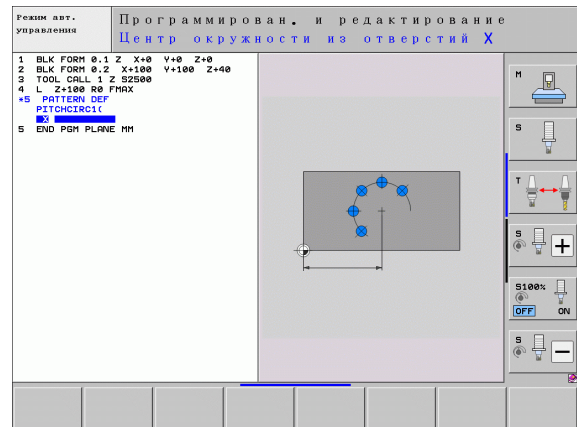 Режим авт.
управления
Программирован. и редактирование
Центр окружности из отверстий X
1 BLK FORM 0.1 Z X+0 Y+0 Z+0
2 BLK FORM 0.2 X+100 Y+100 Z+40
3 TOOL CALL 1 Z S2500
4 L Z+100 R0 FMAX
*5 PATTERN DEF
PITCHCIRC1(
X
5 END PGM PLANE MM
M
S
T
S
S100%
OFF ON
S